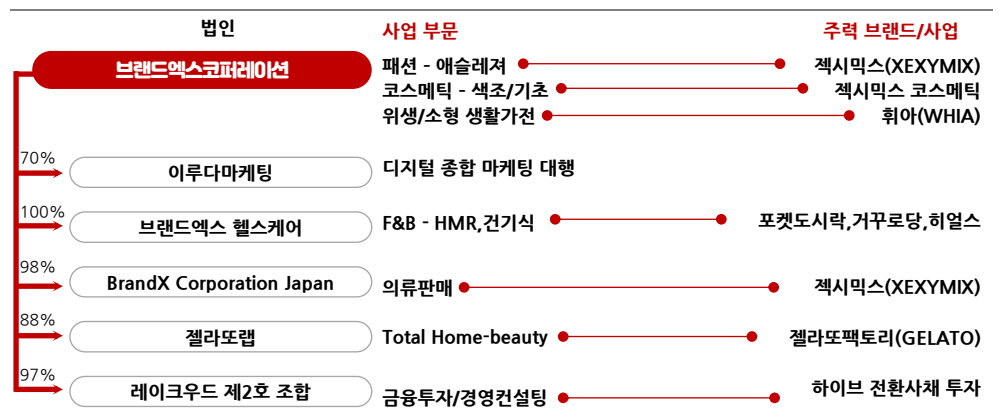 법인 사업 부문 주력 브랜드/사업
브랜드엑스코퍼레이션 패션 - 애슬레져 젝시믹스(XEXYMIX)
코스메틱 - 색조/기초 젝시믹스 코스메틱
위생/소형 생활가전 휘아(WHIA)
70% 이루다마케팅 디지털 종합 마케팅 대행
100% 브랜드엑스 헬스케어 F&B - HMR,건기식 포켓도시락,거꾸로당,히얼스
98% BrandX Corporation Japan 의류판매 젝시믹스(XEXYMIX)
88% 젤라또랩 Total Home-beauty 젤라또팩토리(GELATO)
97% 레이크우드 제2호 조합 금융투자/경영컨설팅 하이브 전환사채 투자